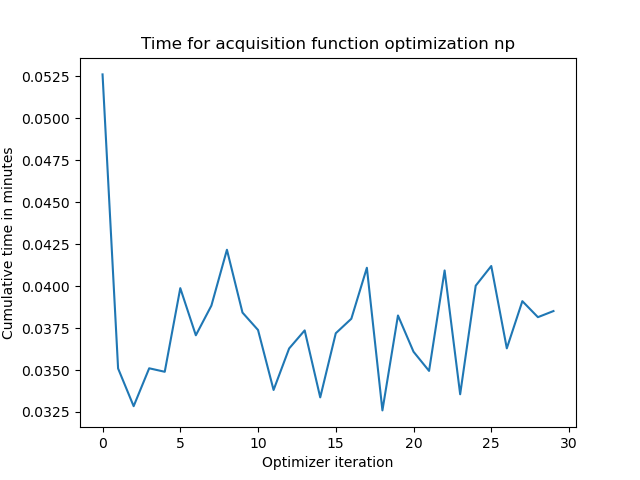 Time for acquisition function optimization np
Cumulative time in minutes
0.0525
0.0500
0.0475
0.0450
0.0425
0.0400
0.0375
0.0350
0.0325
0 5 10 15 20 25 30
Optimizer iteration